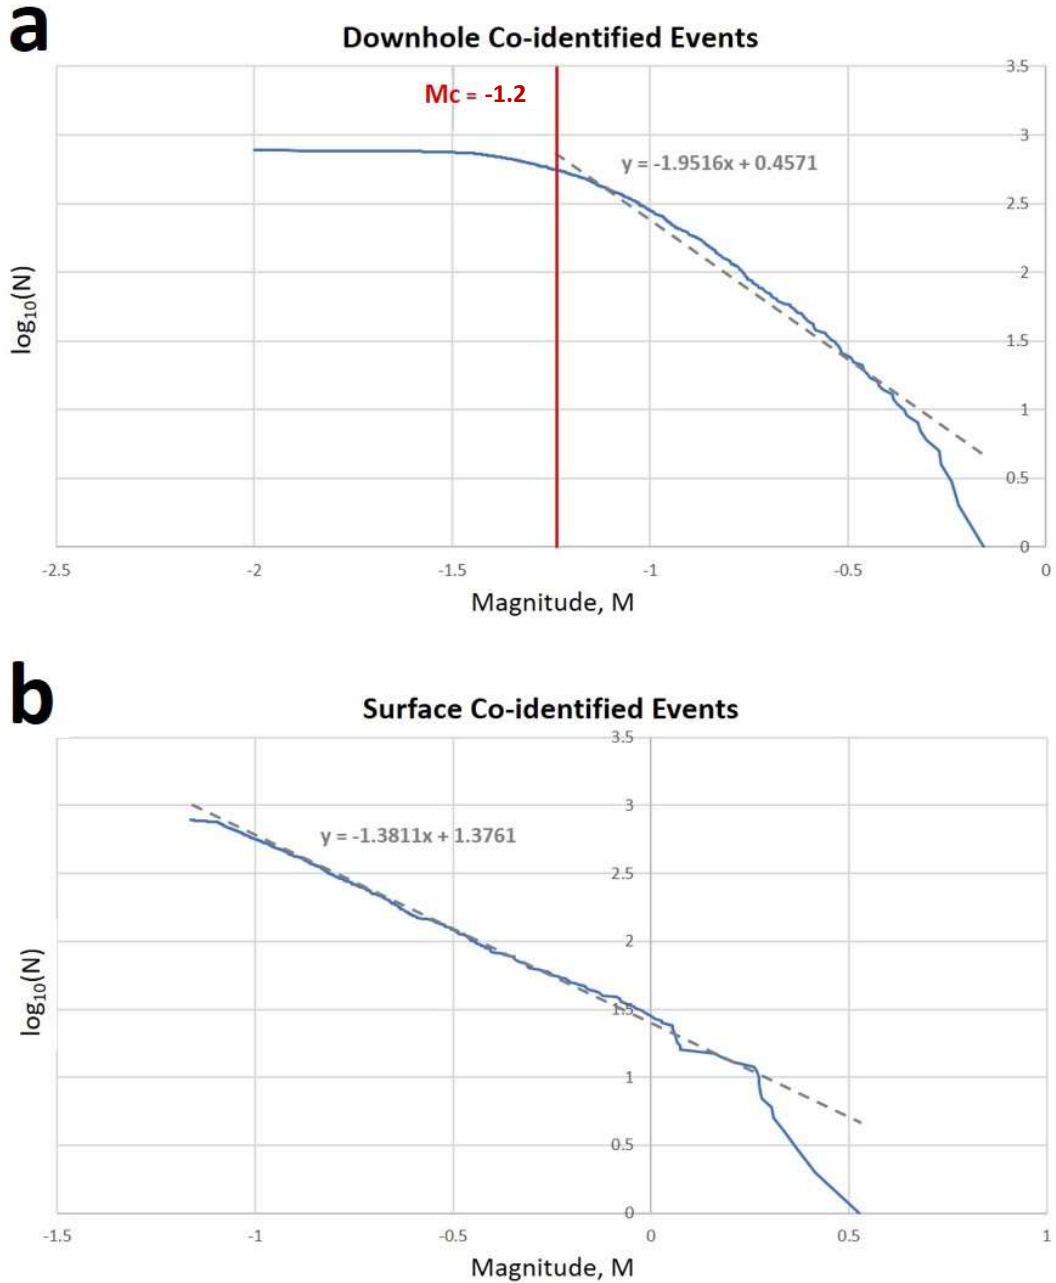 a
Downhole Co-identified Events
3.5
Mc = -1.2
3
y = -1.9516x + 0.4571
2.5
2
log10(N)
1.5
1
0.5
0
-2.5 -2 -1.5 -1 -0.5 0
Magnitude, M
b
Surface Co-identified Events
3.5
3
y = -1.3811x + 1.3761
2.5
2
log10(N)
1.5
1
0.5
0
-1.5 -1 -0.5 0 0.5 1
Magnitude, M